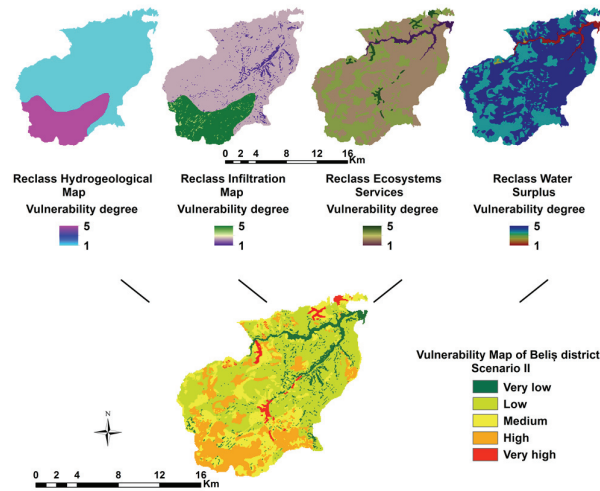 0 2 4 8 12 16
Km
Reclass Hydrogeological
Map
Vulnerability degree
5
1
Reclass Infiltration
Map
Vulnerability degree
5
1
Reclass Ecosystems
Services
Vulnerability degree
5
1
Reclass Water
Surplus
Vulnerability degree
5
1
Vulnerability Map of Beliș district
Scenario II
Very low
Low
Medium
High
Very high
N
0 2 4 8 12 16
Km